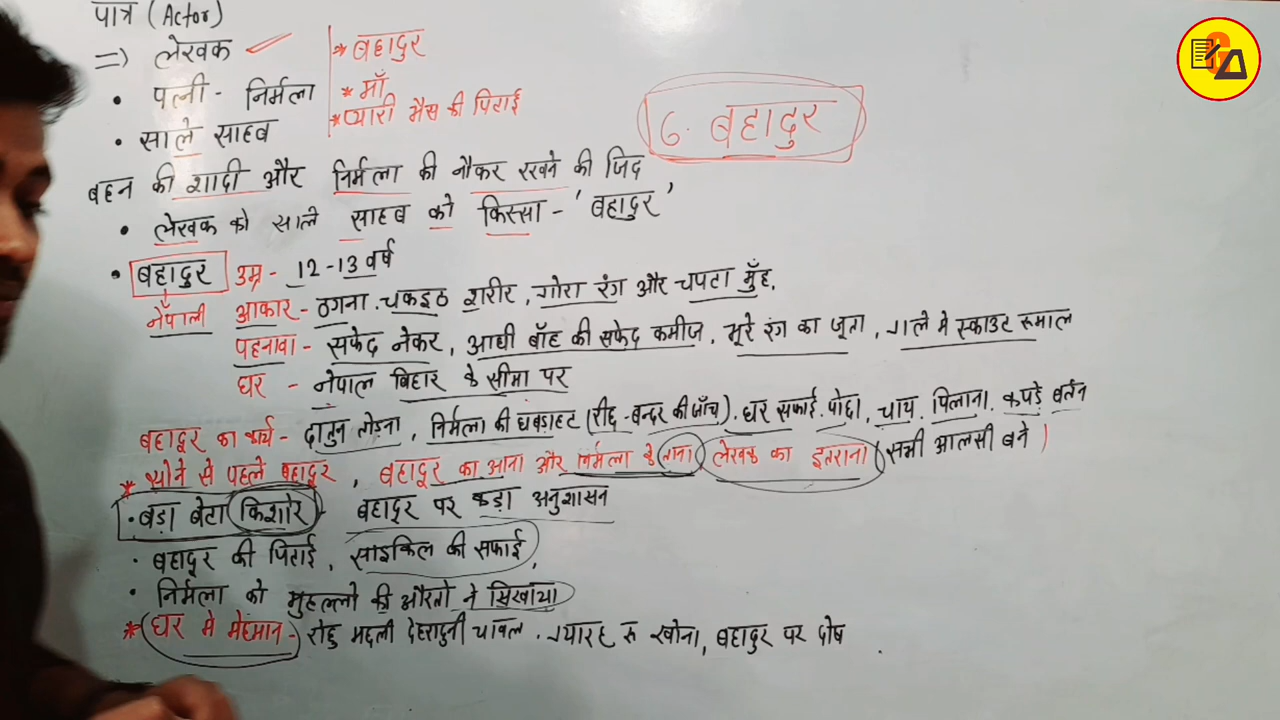 पात्र (Actor)
=> लेखक ✓
* बहादुर
• पत्नी - निर्मला
* माँ
* प्यारी भैंस की पिटाई
• साले साहब
6. बहादुर
बहन की शादी और निर्मला की नौकर रखने की जिद
• लेखक को साले साहब को किस्सा - 'बहादुर'
• बहादुर उम्र - 12-13 वर्ष
नेपाली आकार - ठगना. चकइठ शरीर, गोरा रंग और चपटा मुँह,
पहनावा - सफेद नेकर, आधी बाँह की सफेद कमीज, भूरे रंग का जूता, गले मे स्काउट रूमाल
घर - नेपाल बिहार के सीमा पर
बहादूर का कार्य - दातुन तोड़ना, निर्मला की घबड़ाहट (रीछ - बन्दर की जाँच). घर सफाई. पोछा, चाय पिलाना. कपड़े बर्तन
* सोने से पहले बहादूर, बहादूर का आना और निर्मला के ताना (लेखक का इतराना) सभी आलसी बने)
• बड़ा बेटा किशोर - बहादूर पर कड़ा अनुशासन
• बहादूर की पिटाई, साइकिल की सफाई,
• निर्मला को मुहल्लो की औरतो ने सिखाया
* घर मे मेहमान - रोहु मछली देहरादुनी चावल. ग्यारह रू खोना, बहादूर पर दोष.